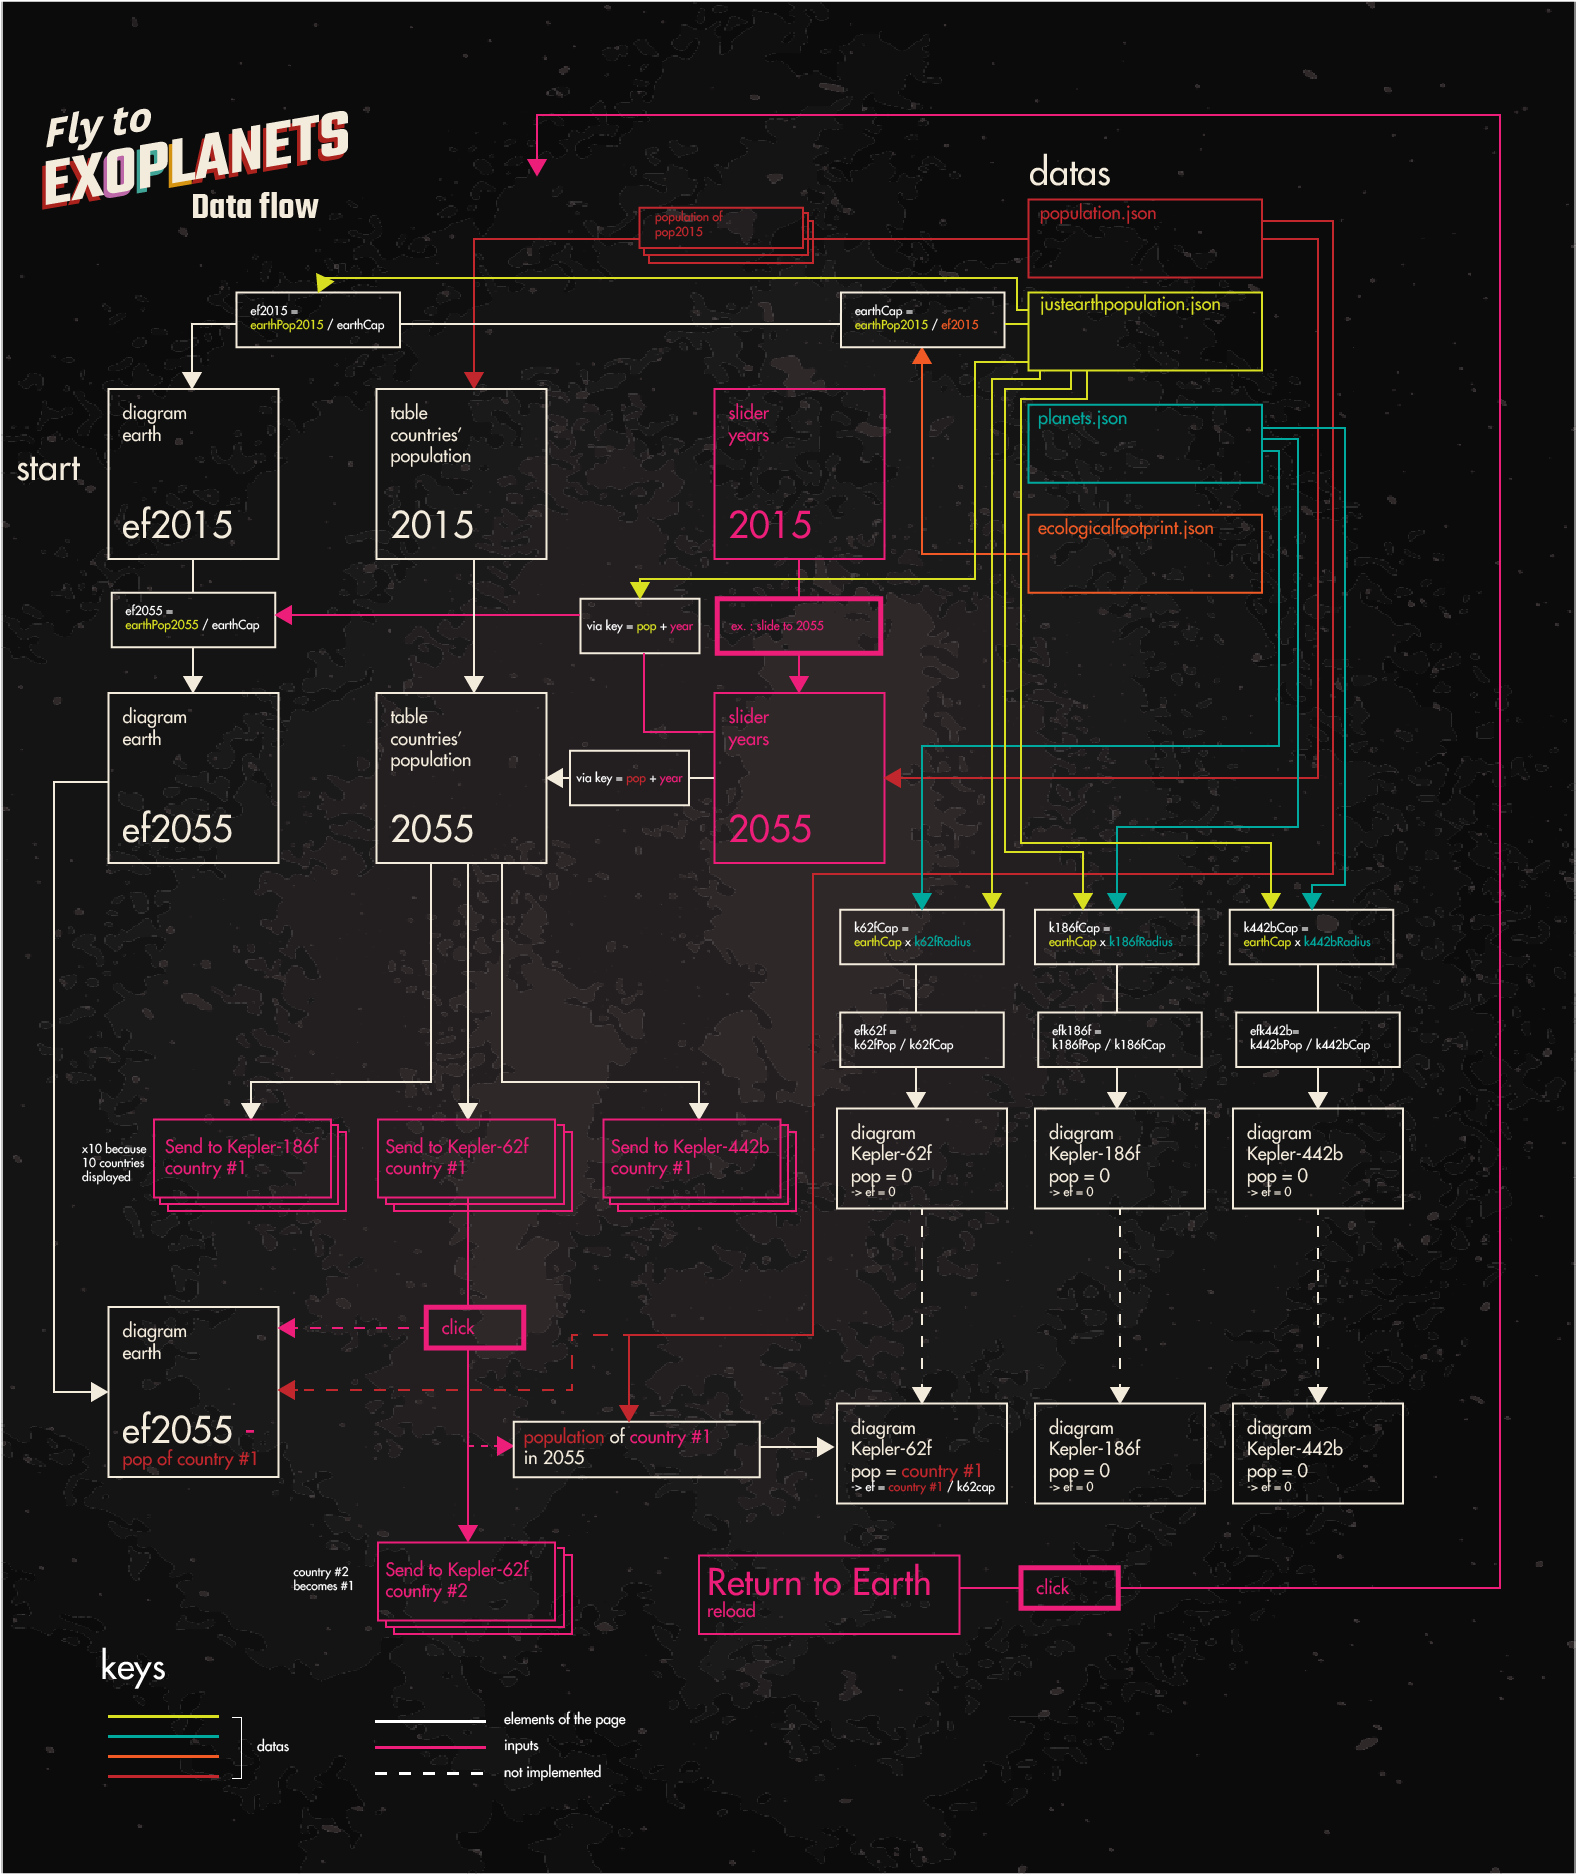 Fly to
EXOPLANETS
Data flow
datas
population.json
population of
pop2015
justearthpopulation.json
ef2015 =
earthPop2015 / earthCap
earthCap =
earthPop2015 / ef2015
start
diagram
earth
ef2015
table
countries'
population
2015
slider
years
2015
planets.json
ecologicalfootprint.json
ef2055 =
earthPop2055 / earthCap
via key = pop + year
ex. : slide to 2055
diagram
earth
ef2055
table
countries'
population
2055
via key = pop + year
slider
years
2055
k62fCap =
earthCap x k62fRadius
k186fCap =
earthCap x k186fRadius
k442bCap =
earthCap x k442bRadius
efk62f =
k62fPop / k62fCap
efk186f =
k186fPop / k186fCap
efk442b=
k442bPop / k442bCap
x10 because
10 countries
displayed
Send to Kepler-186f
country #1
Send to Kepler-62f
country #1
Send to Kepler-442b
country #1
diagram
Kepler-62f
pop = 0
-> ef = 0
diagram
Kepler-186f
pop = 0
-> ef = 0
diagram
Kepler-442b
pop = 0
-> ef = 0
click
diagram
earth
ef2055 -
pop of country #1
population of country #1
in 2055
diagram
Kepler-62f
pop = country #1
-> ef = country #1 / k62cap
diagram
Kepler-186f
pop = 0
-> ef = 0
diagram
Kepler-442b
pop = 0
-> ef = 0
country #2
becomes #1
Send to Kepler-62f
country #2
Return to Earth
reload
click
keys
datas
elements of the page
inputs
not implemented